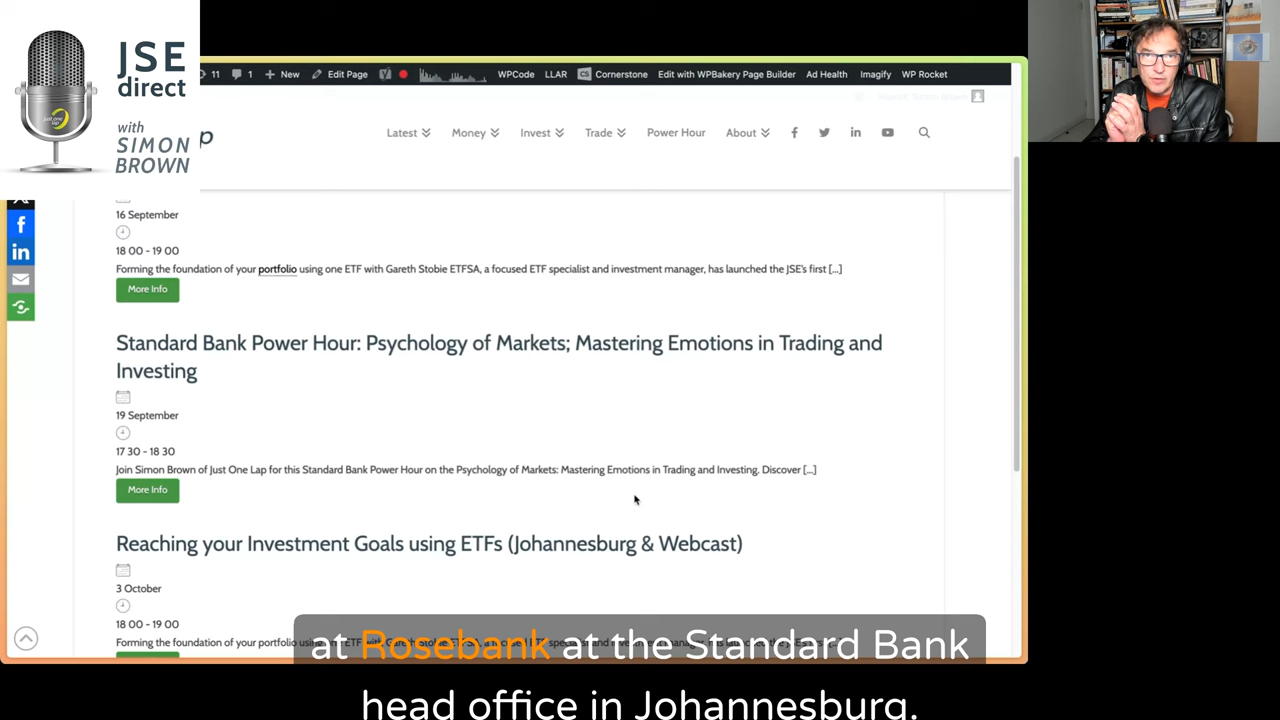 JSE
direct
with
SIMON
BROWN
just one
lap
11
1
New
Edit Page
WPCode
LLAR
CS
Cornerstone
Edit with WPBakery Page Builder
Ad Health
Imagify
WP Rocket
p
Latest
Money
Invest
Trade
Power Hour
About
16 September
18 00 - 19 00
Forming the foundation of your portfolio using one ETF with Gareth Stobie ETFSA, a focused ETF specialist and investment manager, has launched the JSE's first [...]
More Info
Standard Bank Power Hour: Psychology of Markets; Mastering Emotions in Trading and
Investing
19 September
17 30 - 18 30
Join Simon Brown of Just One Lap for this Standard Bank Power Hour on the Psychology of Markets: Mastering Emotions in Trading and Investing. Discover [...]
More Info
Reaching your Investment Goals using ETFs (Johannesburg & Webcast)
3 October
18 00 - 19 00
Forming the foundation of your portfolio
at Rosebank at the Standard Bank
head office in Johannesburg.